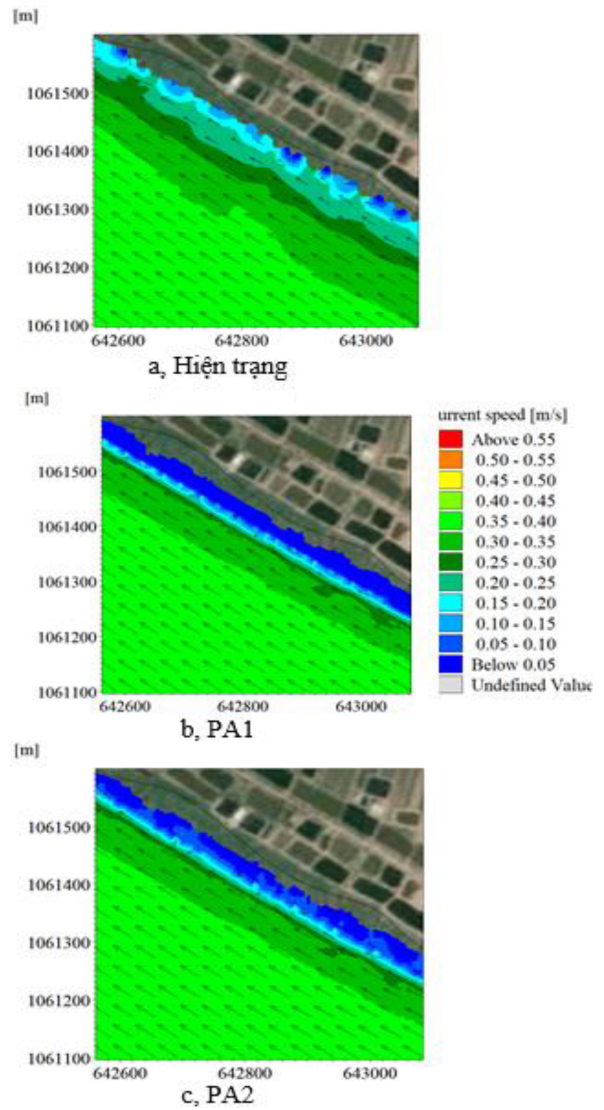 [m]
1061500
1061400
1061300
1061200
1061100
642600 642800 643000
a, Hiện trạng
[m]
1061500
1061400
1061300
1061200
1061100
642600 642800 643000
b, PA1
urrent speed [m/s]
Above 0.55
0.50 - 0.55
0.45 - 0.50
0.40 - 0.45
0.35 - 0.40
0.30 - 0.35
0.25 - 0.30
0.20 - 0.25
0.15 - 0.20
0.10 - 0.15
0.05 - 0.10
Below 0.05
Undefined Value
[m]
1061500
1061400
1061300
1061200
1061100
642600 642800 643000
c, PA2